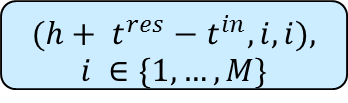 (h + t^{res} − t^{in}, i, i),
i ∈ {1, … , M}